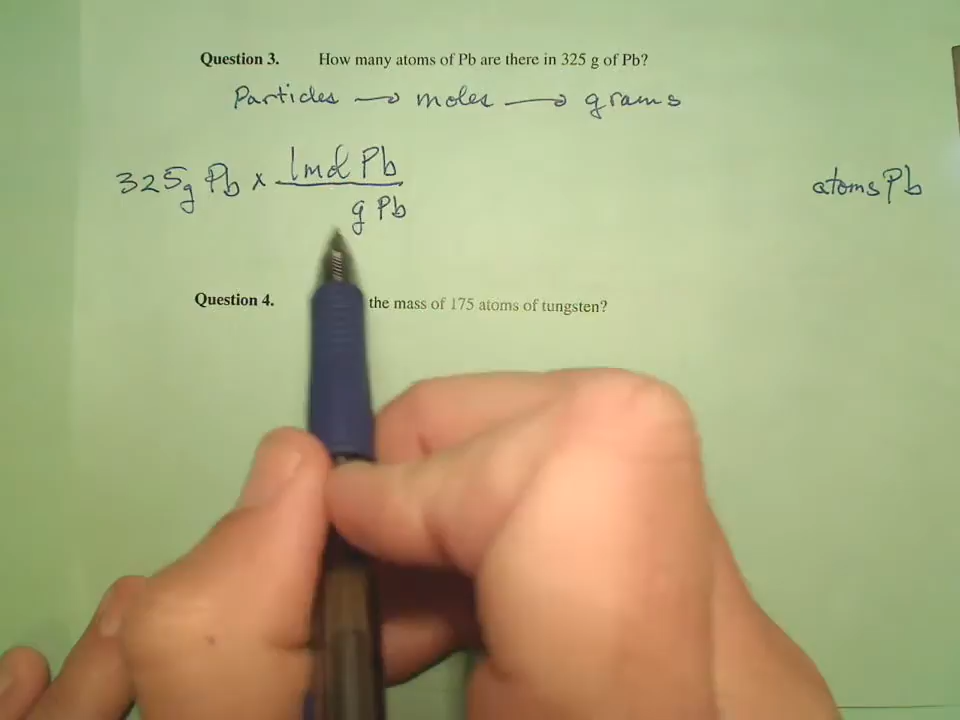 Question 3. How many atoms of Pb are there in 325 g of Pb?
Particles → moles → grams
325g Pb x 1mol Pb / g Pb atoms Pb
Question 4. the mass of 175 atoms of tungsten?